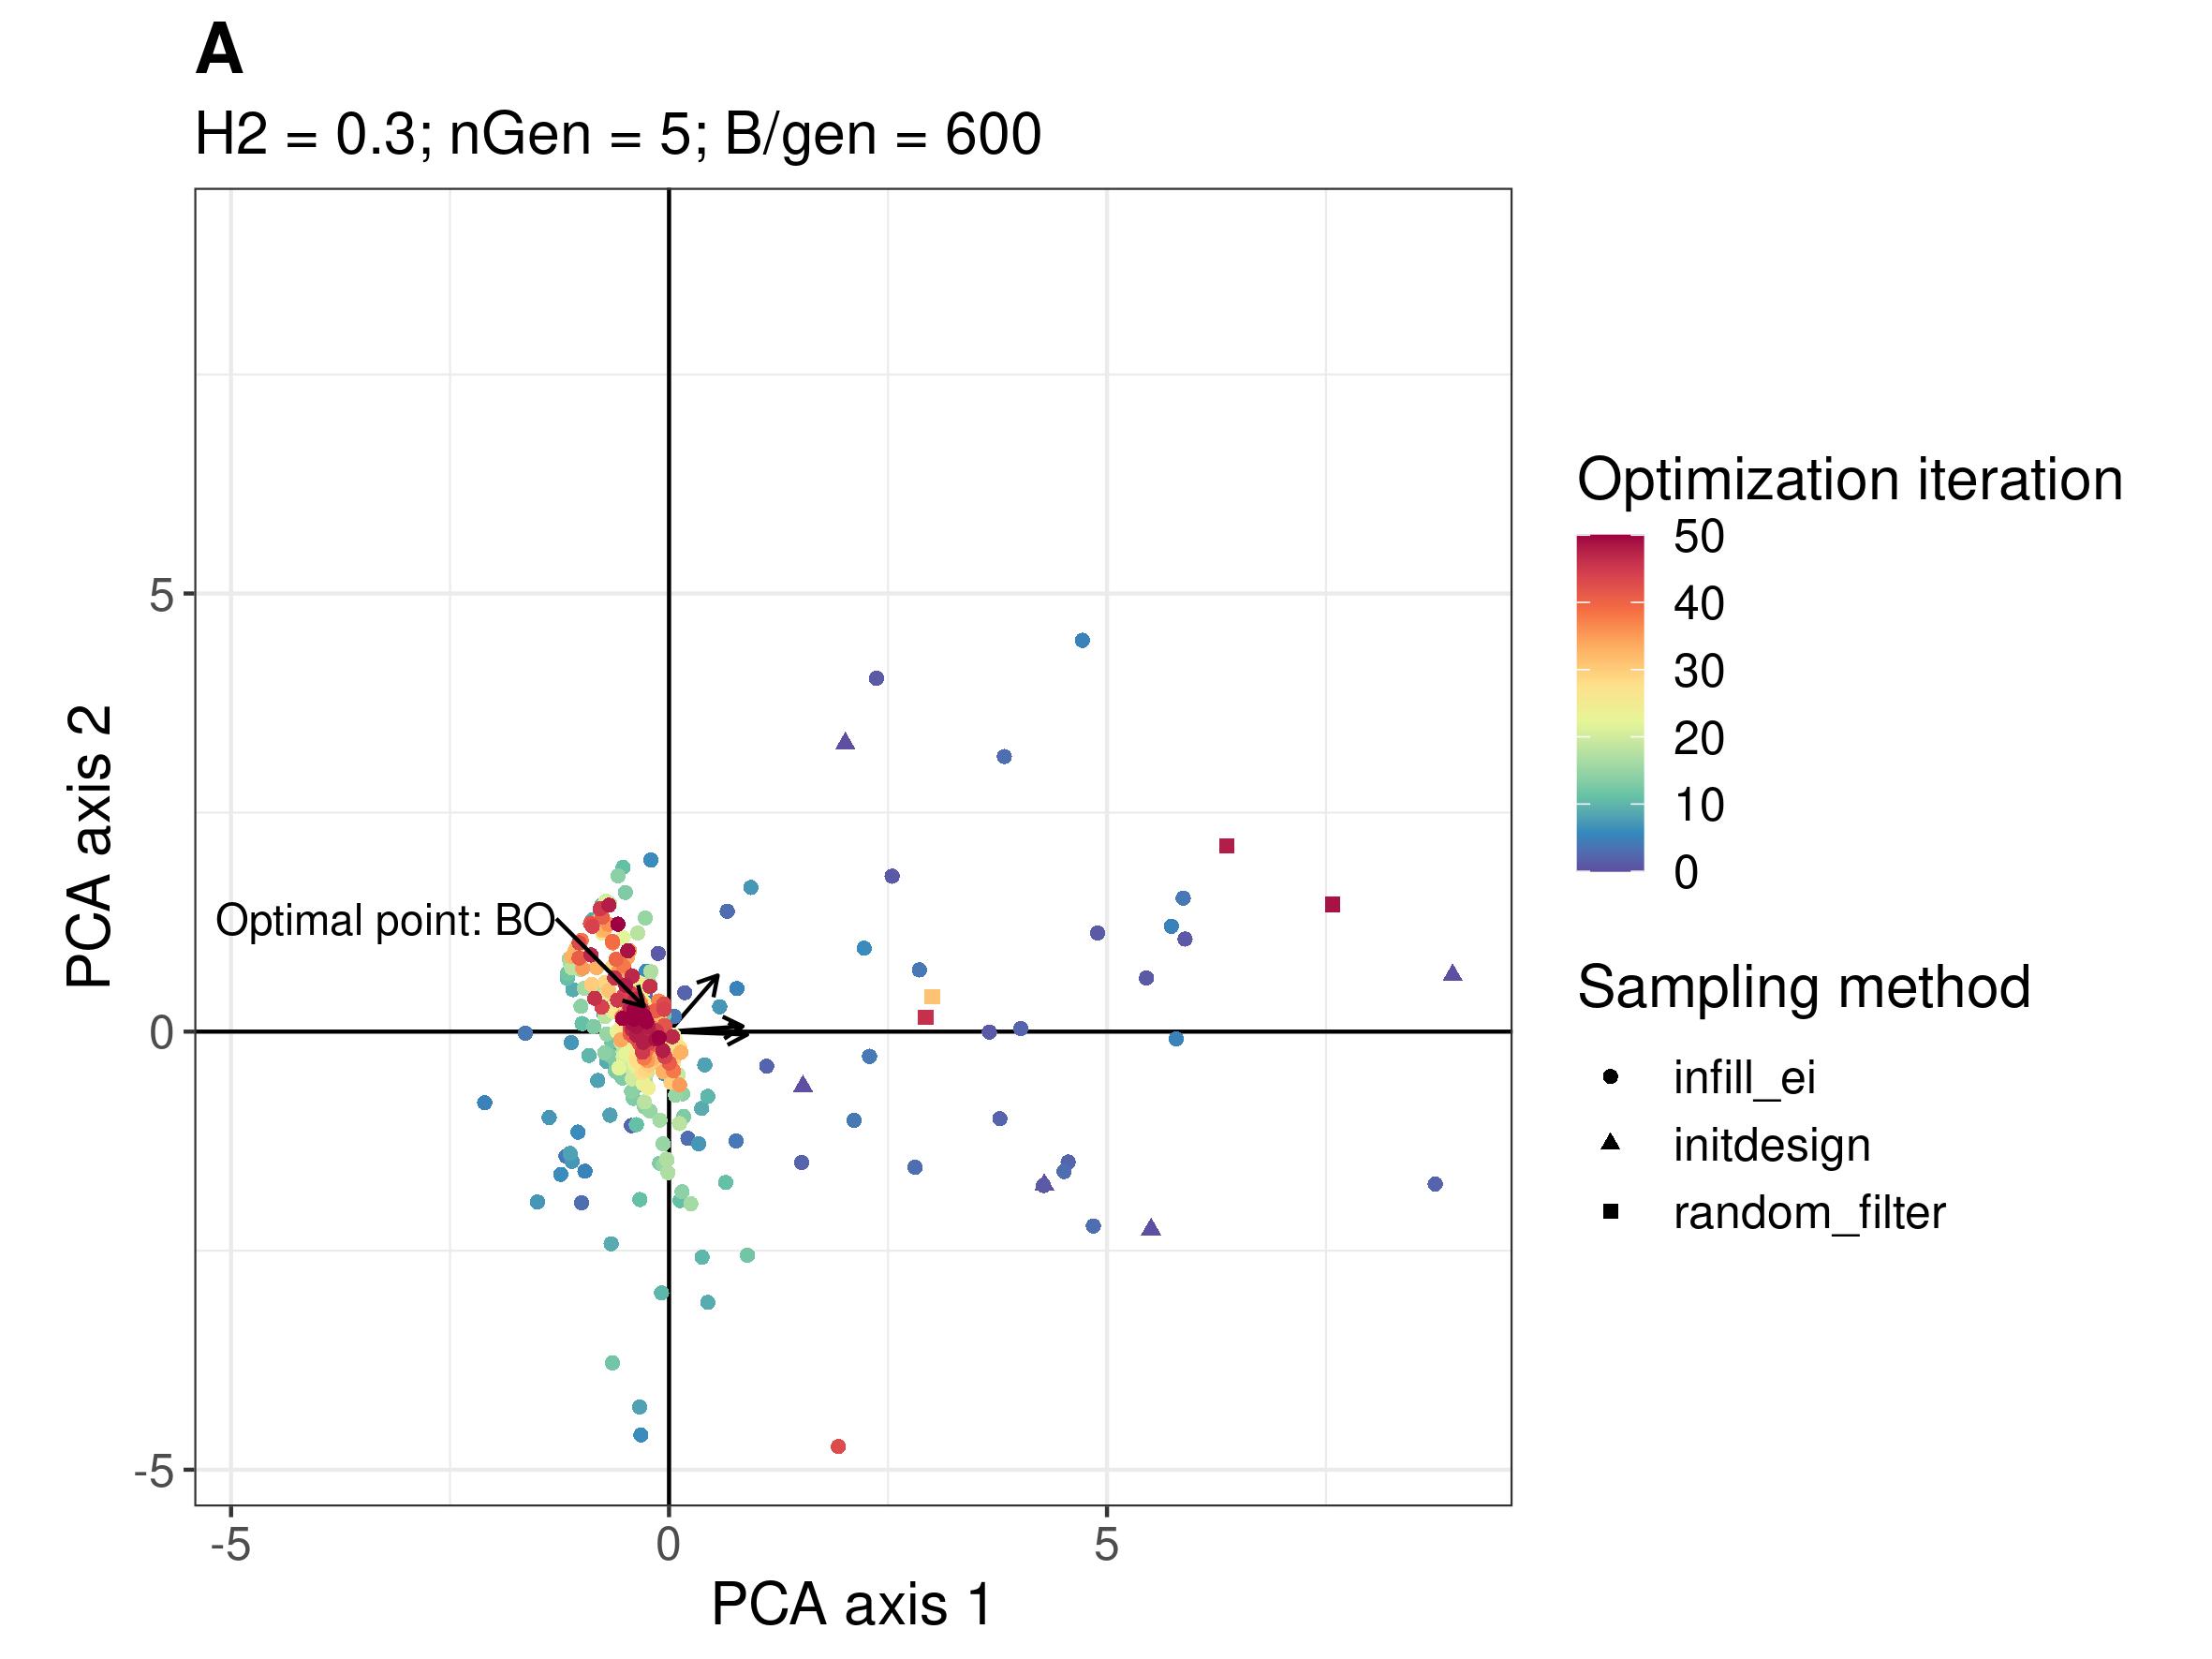 A
H2 = 0.3; nGen = 5; B/gen = 600
5
0
-5
Optimal point: BO
-5
0
5
PCA axis 1
PCA axis 2
Optimization iteration
50
40
30
20
10
0
Sampling method
infill_ei
initdesign
random_filter